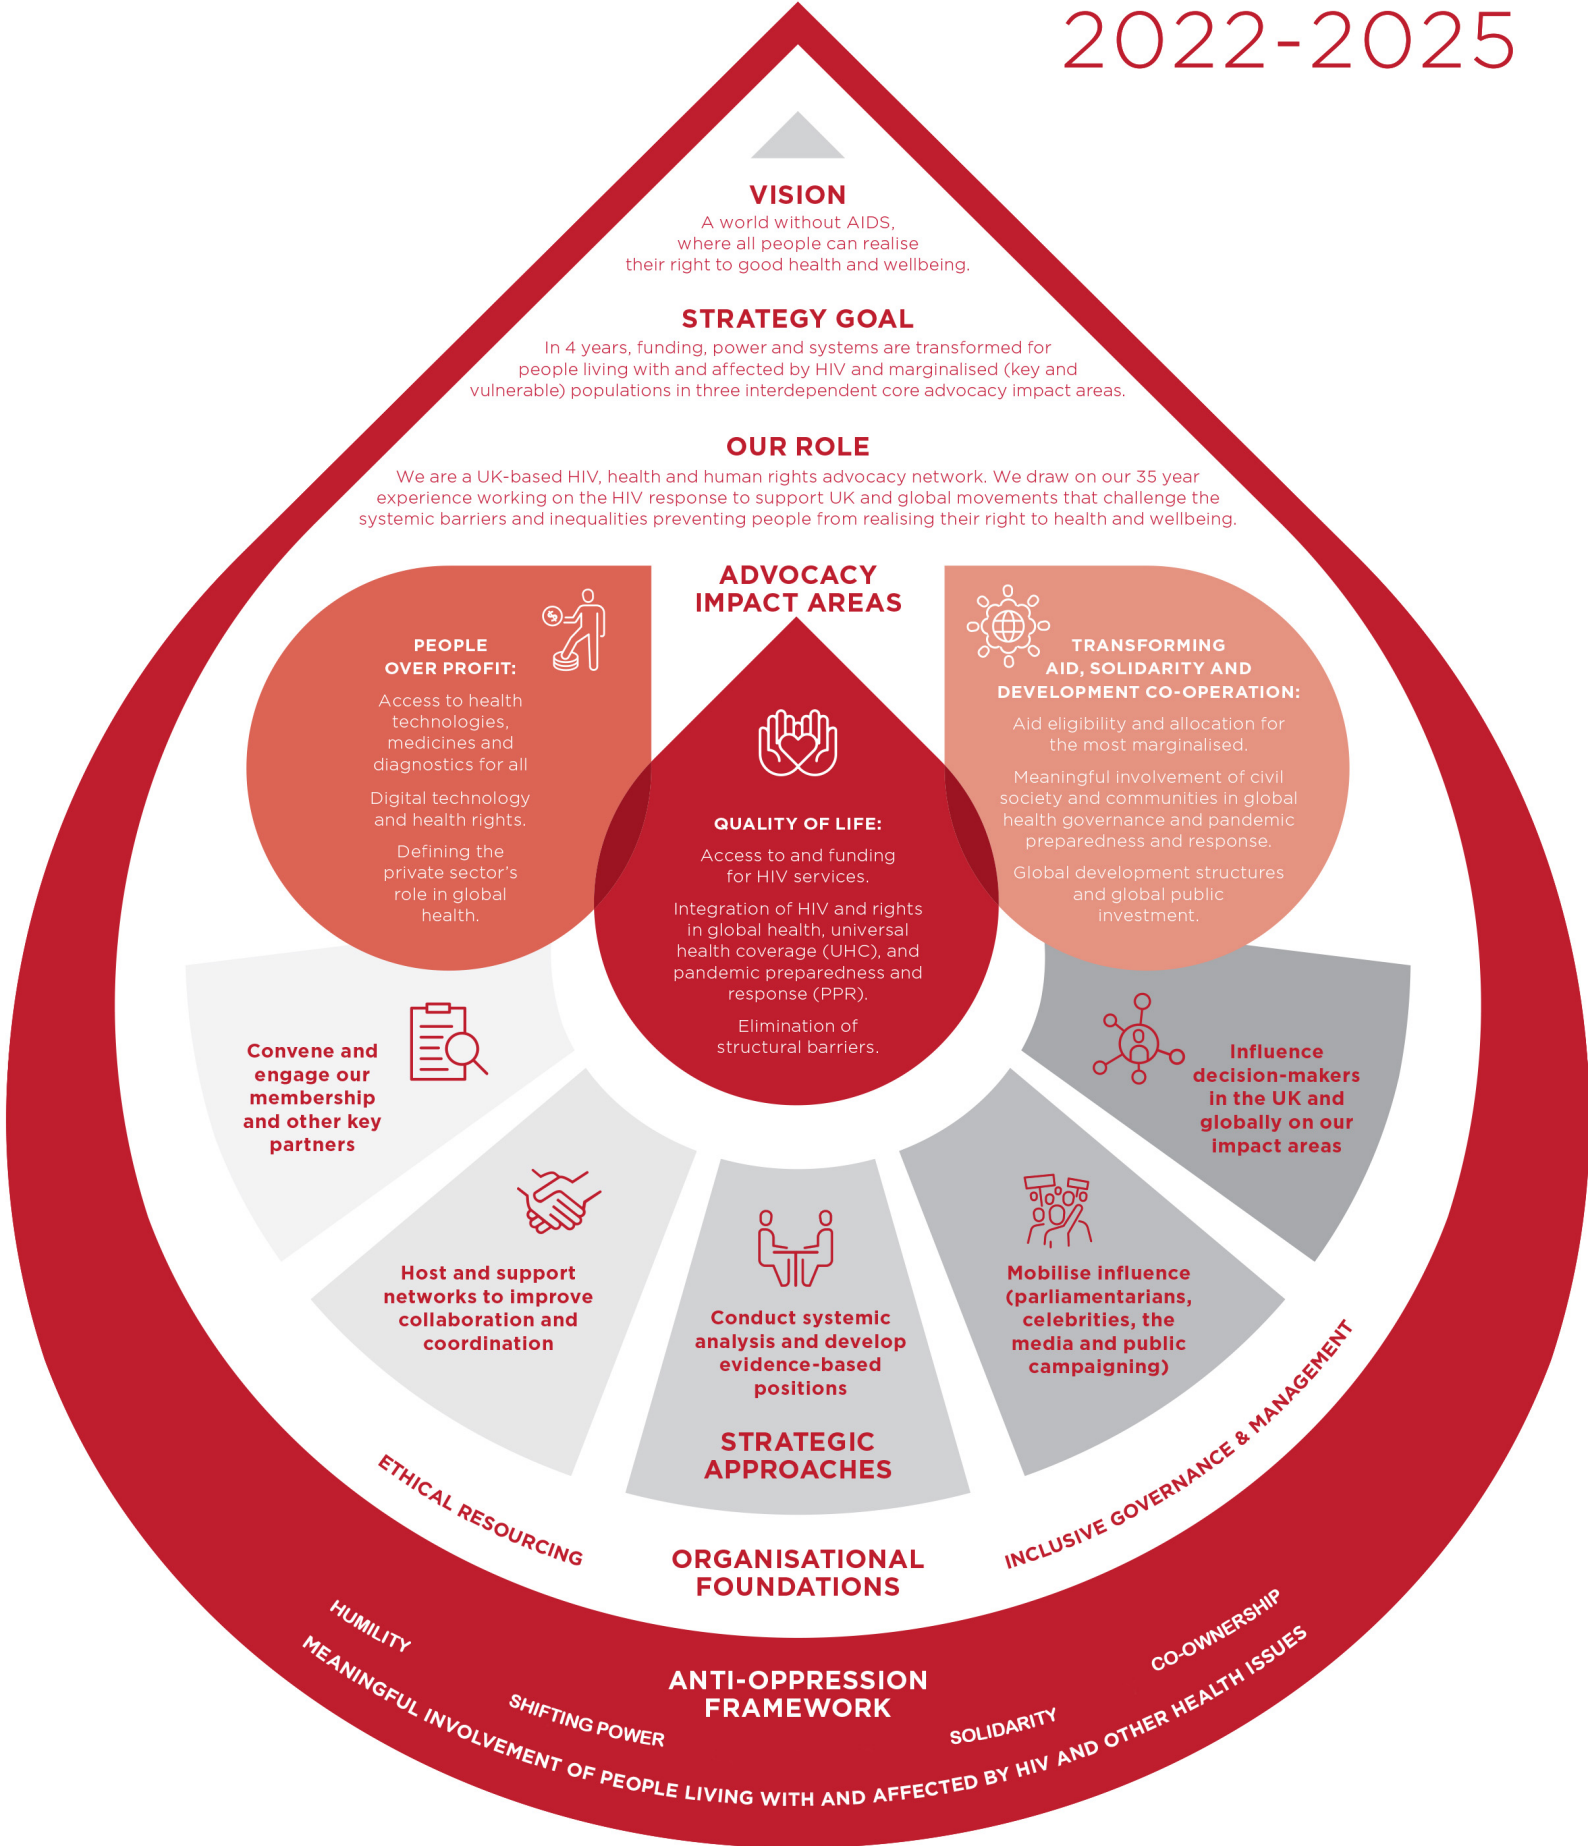 2022-2025
VISION
A world without AIDS,
where all people can realise
their right to good health and wellbeing.
STRATEGY GOAL
In 4 years, funding, power and systems are transformed for
people living with and affected by HIV and marginalised (key and
vulnerable) populations in three interdependent core advocacy impact areas.
OUR ROLE
We are a UK-based HIV, health and human rights advocacy network. We draw on our 35 year
experience working on the HIV response to support UK and global movements that challenge the
systemic barriers and inequalities preventing people from realising their right to health and wellbeing.
ADVOCACY
IMPACT AREAS
PEOPLE
OVER PROFIT:
Access to health
technologies,
medicines and
diagnostics for all
Digital technology
and health rights.
Defining the
private sector's
role in global
health.
QUALITY OF LIFE:
Access to and funding
for HIV services.
Integration of HIV and rights
in global health, universal
health coverage (UHC), and
pandemic preparedness and
response (PPR).
Elimination of
structural barriers.
TRANSFORMING
AID, SOLIDARITY AND
DEVELOPMENT CO-OPERATION:
Aid eligibility and allocation for
the most marginalised.
Meaningful involvement of civil
society and communities in global
health governance and pandemic
preparedness and response.
Global development structures
and global public
investment.
Convene and
engage our
membership
and other key
partners
Host and support
networks to improve
collaboration and
coordination
Conduct systemic
analysis and develop
evidence-based
positions
Mobilise influence
(parliamentarians,
celebrities, the
media and public
campaigning)
Influence
decision-makers
in the UK and
globally on our
impact areas
STRATEGIC
APPROACHES
ETHICAL RESOURCING
ORGANISATIONAL
FOUNDATIONS
INCLUSIVE GOVERNANCE & MANAGEMENT
HUMILITY
SHIFTING POWER
ANTI-OPPRESSION
FRAMEWORK
SOLIDARITY
CO-OWNERSHIP
MEANINGFUL INVOLVEMENT OF PEOPLE LIVING WITH AND AFFECTED BY HIV AND OTHER HEALTH ISSUES